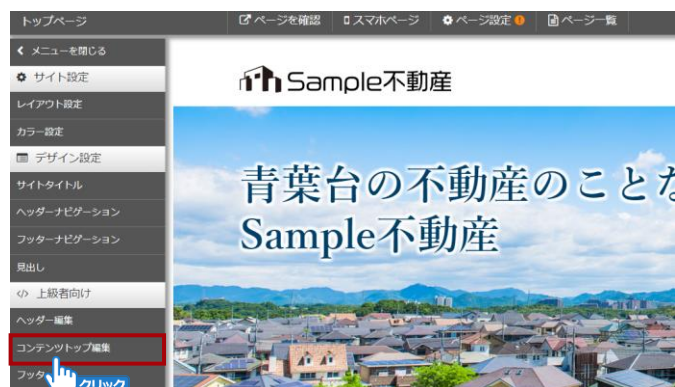 トップページ
ページを確認
スマホページ
ページ設定
ページ一覧
メニューを閉じる
サイト設定
レイアウト設定
カラー設定
デザイン設定
サイトタイトル
ヘッダーナビゲーション
フッターナビゲーション
見出し
上級者向け
ヘッダー編集
コンテンツトップ編集
フッタ
クリック
Sample不動産
青葉台の不動産のことな
Sample不動産